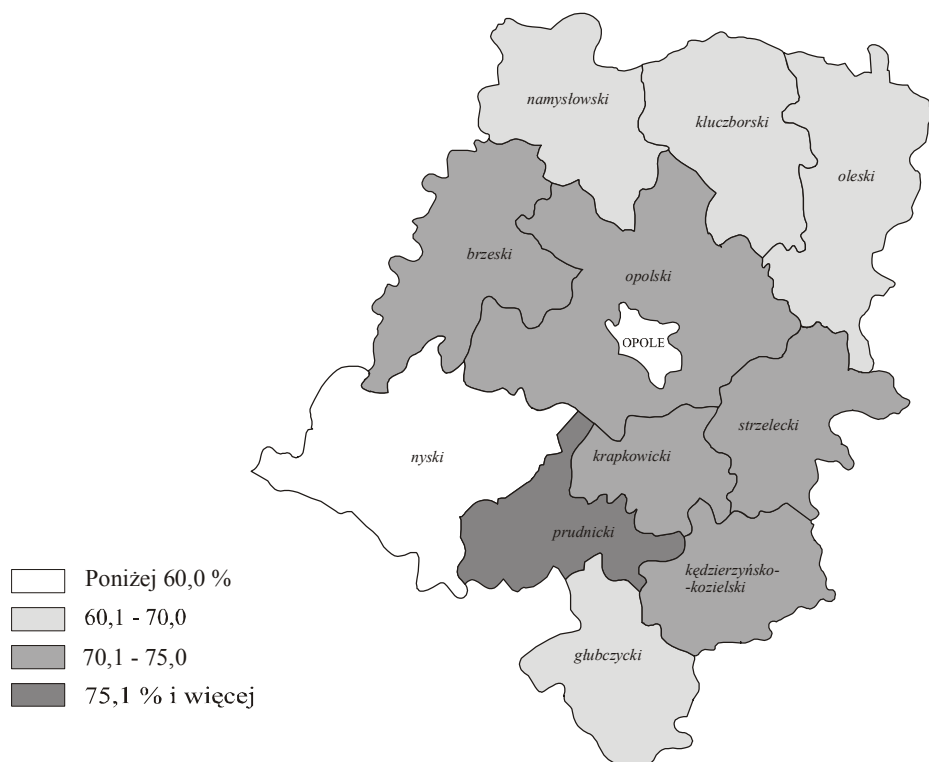 namysłowski
kluczborski
oleski
brzeski
opolski
OPOLE
strzelecki
nyski
krapkowicki
prudnicki
kędzierzyńsko-
-kozielski
głubczycki
Poniżej 60,0 %
60,1 - 70,0
70,1 - 75,0
75,1 % i więcej